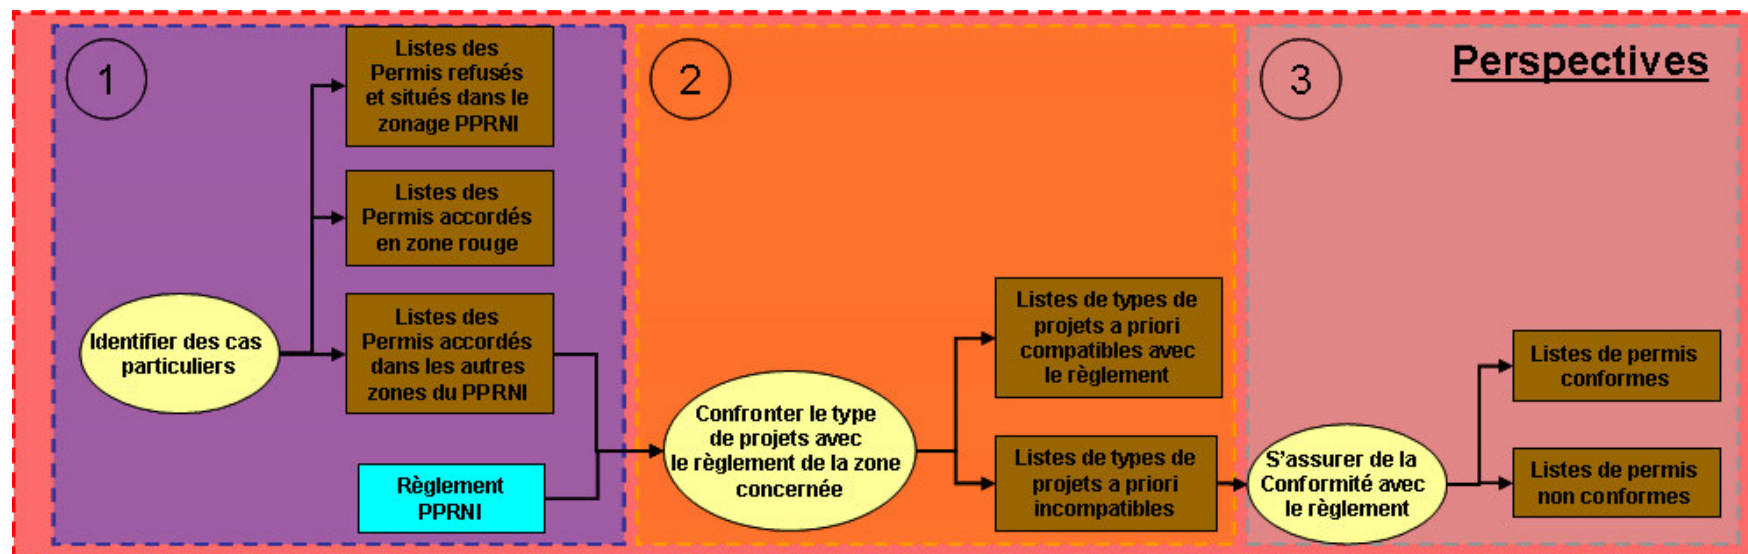 1
Listes des
Permis refusés
et situés dans le
zonage PPRNI
Listes des
Permis accordés
en zone rouge
Identifier des cas
particuliers
Listes des
Permis accordés
dans les autres
zones du PPRNI
Règlement
PPRNI
2
Confronter le type
de projets avec
le règlement de la zone
concernée
Listes de types de
projets a priori
compatibles avec
le règlement
Listes de types de
projets a priori
incompatibles
3
Perspectives
S'assurer de la
Conformité avec
le règlement
Listes de permis
conformes
Listes de permis
non conformes